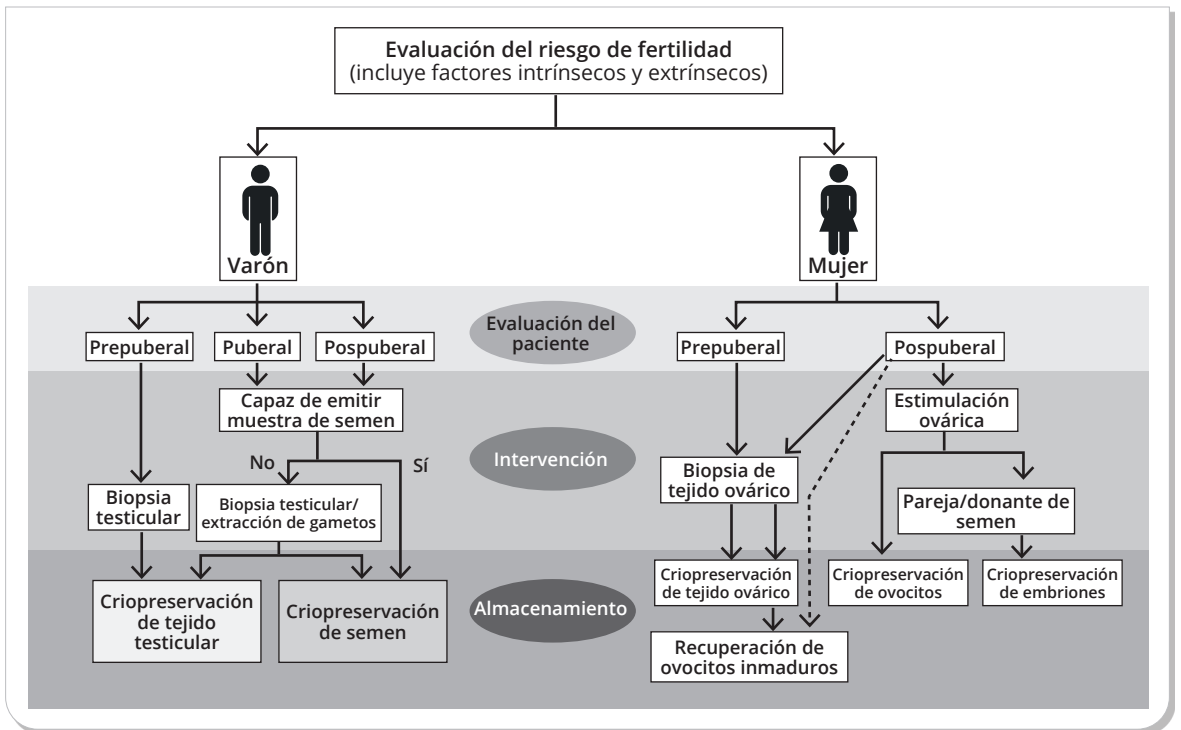 Evaluación del riesgo de fertilidad
(incluye factores intrínsecos y extrínsecos)
Varón
Mujer
Evaluación del
paciente
Prepuberal
Puberal
Pospuberal
Prepuberal
Pospuberal
Capaz de emitir
muestra de semen
Estimulación
ovárica
No
Sí
Intervención
Biopsia
testicular
Biopsia testicular/
extracción de gametos
Biopsia de
tejido ovárico
Pareja/donante de
semen
Criopreservación
de tejido
testicular
Criopreservación
de semen
Almacenamiento
Criopreservación
de tejido ovárico
Criopreservación
de ovocitos
Criopreservación
de embriones
Recuperación de
ovocitos inmaduros